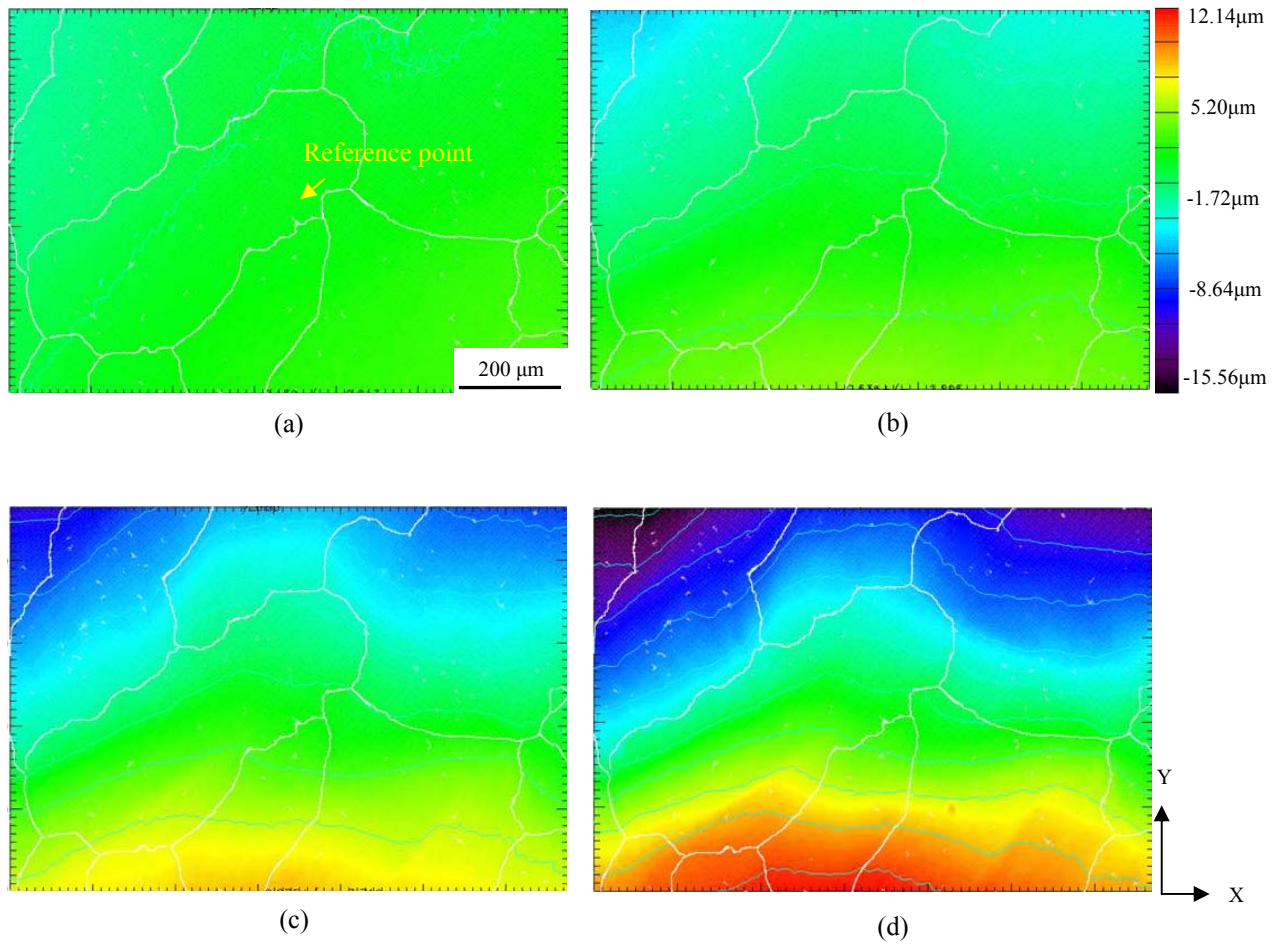 12.14μm
5.20μm
Reference point
-1.72μm
-8.64μm
200 μm
-15.56μm
(a)
(b)
Y
X
(c)
(d)